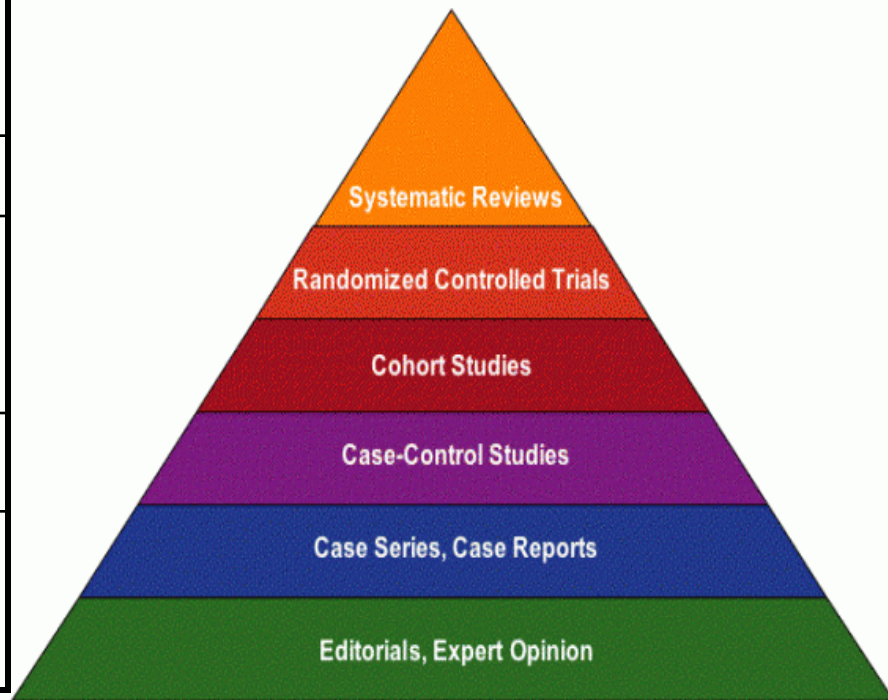 Systematic Reviews
Randomized Controlled Trials
Cohort Studies
Case-Control Studies
Case Series, Case Reports
Editorials, Expert Opinion